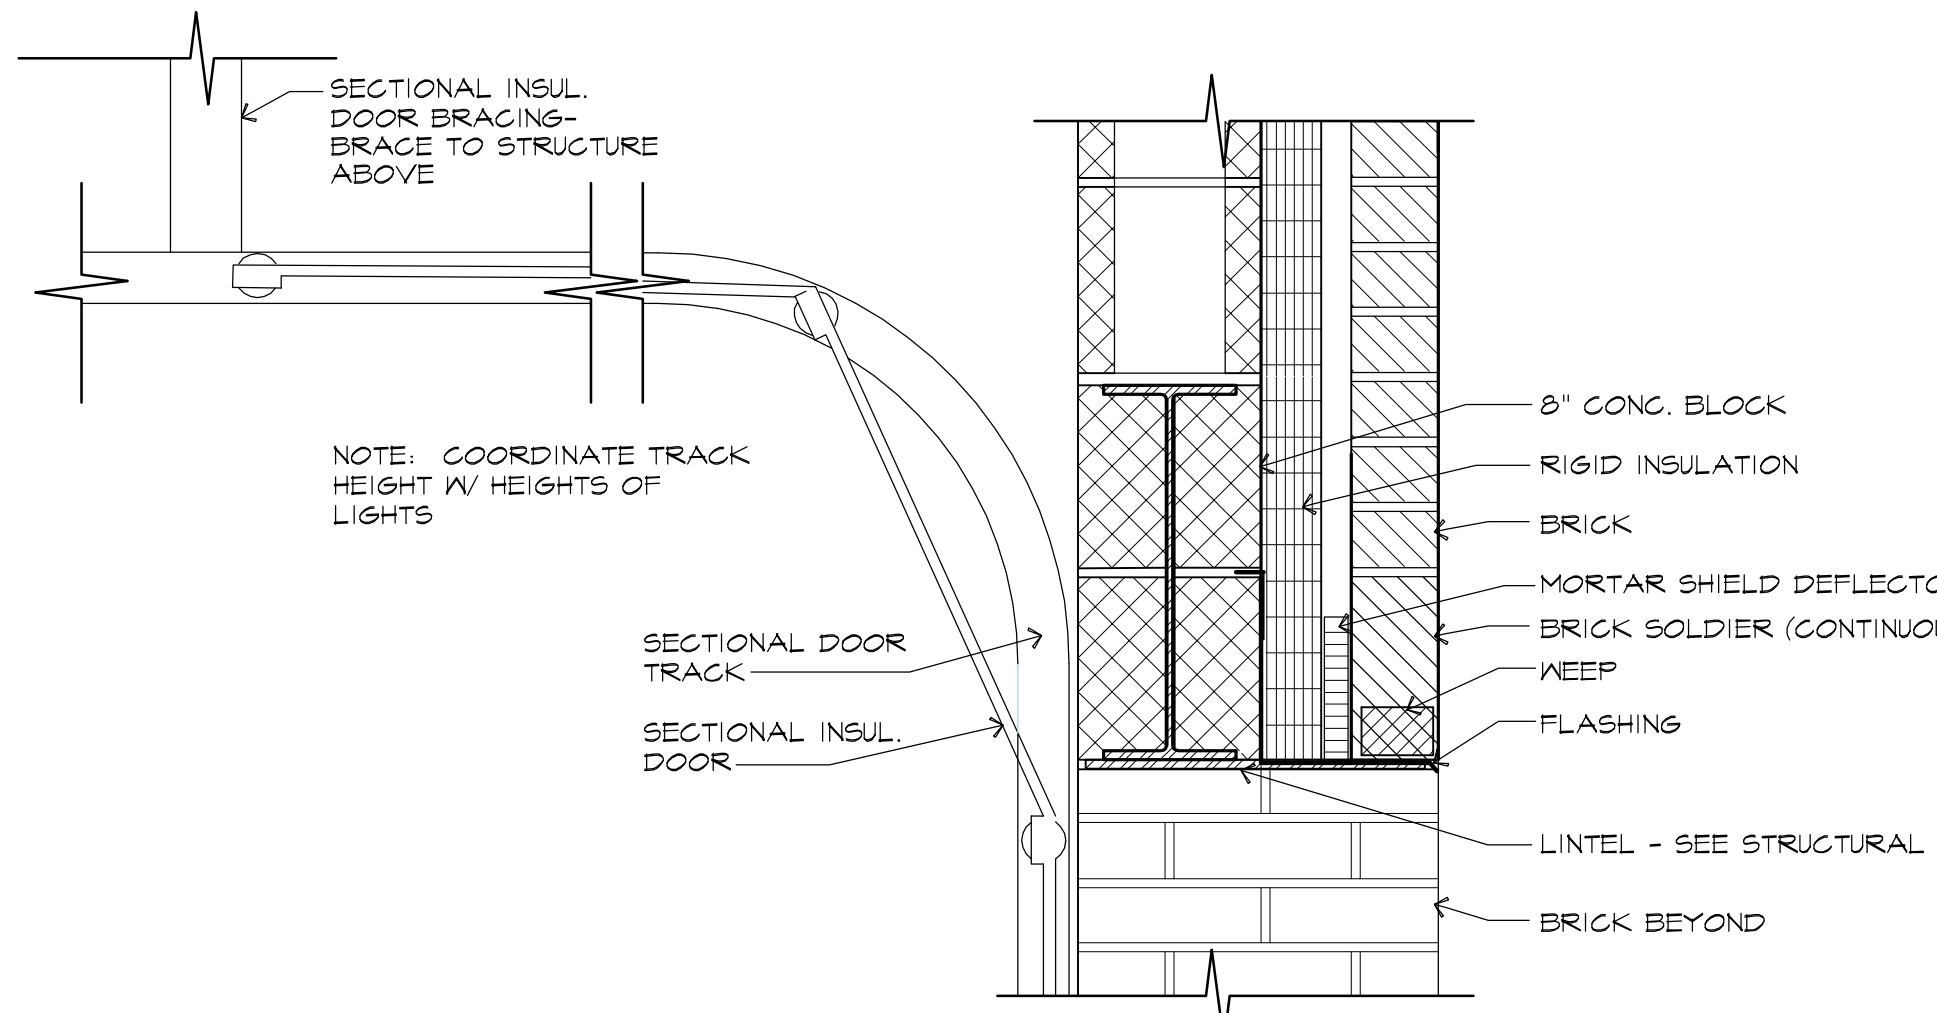 SECTIONAL INSUL.
DOOR BRACING-
BRACE TO STRUCTURE
ABOVE
NOTE: COORDINATE TRACK
HEIGHT W/ HEIGHTS OF
LIGHTS
SECTIONAL DOOR
TRACK
SECTIONAL INSUL.
DOOR
8" CONC. BLOCK
RIGID INSULATION
BRICK
MORTAR SHIELD DEFLECTO
BRICK SOLDIER (CONTINUO
WEEP
FLASHING
LINTEL - SEE STRUCTURAL
BRICK BEYOND